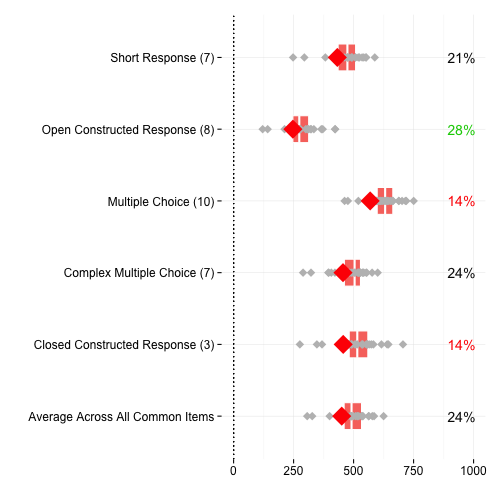 Short Response (7) 21%
Open Constructed Response (8) 28%
Multiple Choice (10) 14%
Complex Multiple Choice (7) 24%
Closed Constructed Response (3) 14%
Average Across All Common Items 24%
0 250 500 750 1000